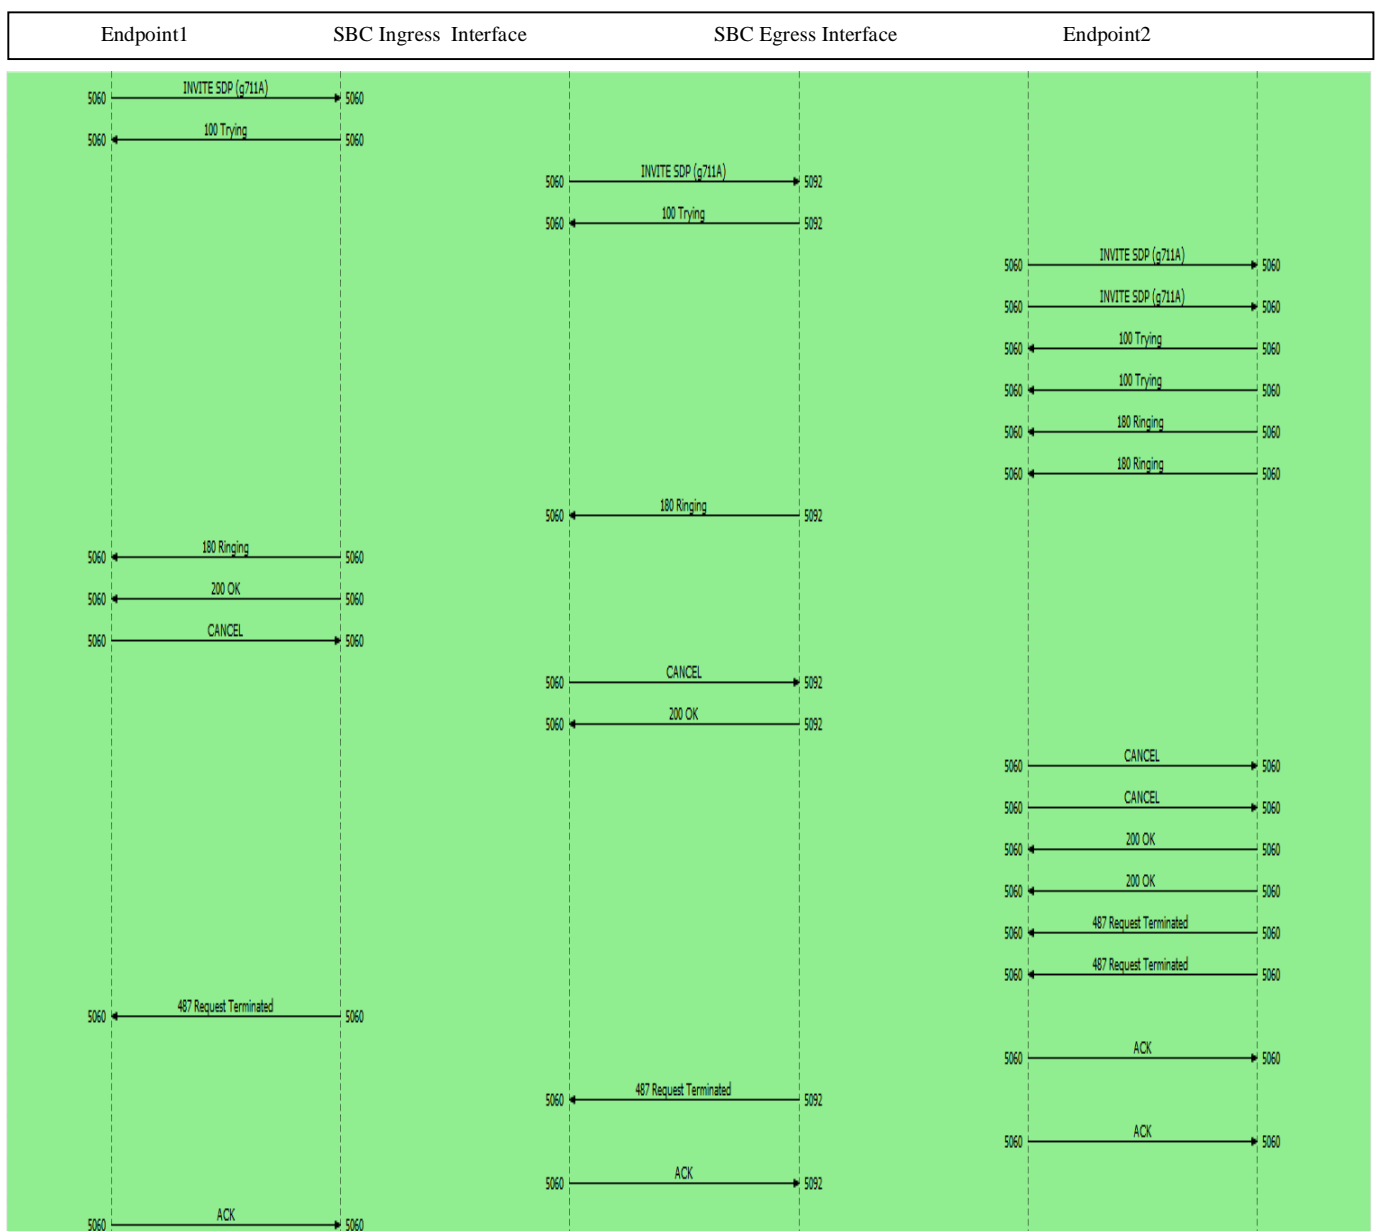 Endpoint1 SBC Ingress Interface SBC Egress Interface Endpoint2
INVITE SDP (g711A)
5060 5060
100 Trying
5060 5060
INVITE SDP (g711A)
5060 5092
100 Trying
5060 5092
INVITE SDP (g711A)
5060 5060
INVITE SDP (g711A)
5060 5060
100 Trying
5060 5060
100 Trying
5060 5060
180 Ringing
5060 5060
180 Ringing
5060 5060
180 Ringing
5060 5092
180 Ringing
5060 5060
200 OK
5060 5060
CANCEL
5060 5060
CANCEL
5060 5092
200 OK
5060 5092
CANCEL
5060 5060
CANCEL
5060 5060
200 OK
5060 5060
200 OK
5060 5060
487 Request Terminated
5060 5060
487 Request Terminated
5060 5060
487 Request Terminated
5060 5060
ACK
5060 5060
487 Request Terminated
5060 5092
ACK
5060 5060
ACK
5060 5092
ACK
5060 5060